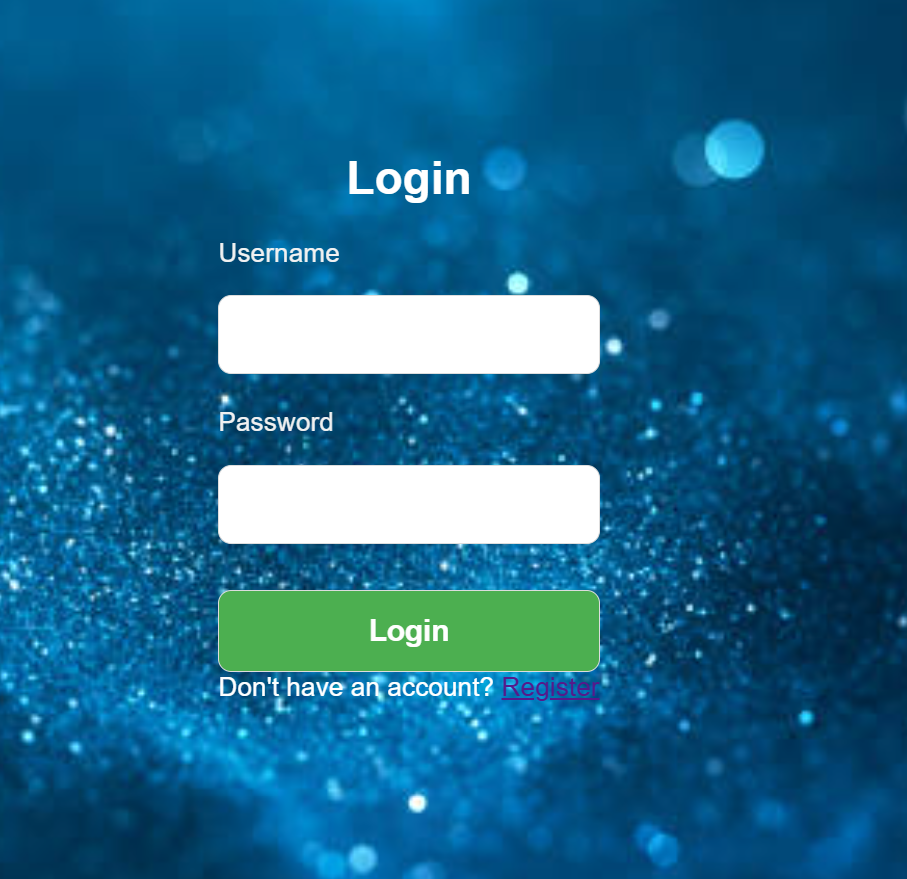 Login
Username
Password
Login
Don't have an account? Register